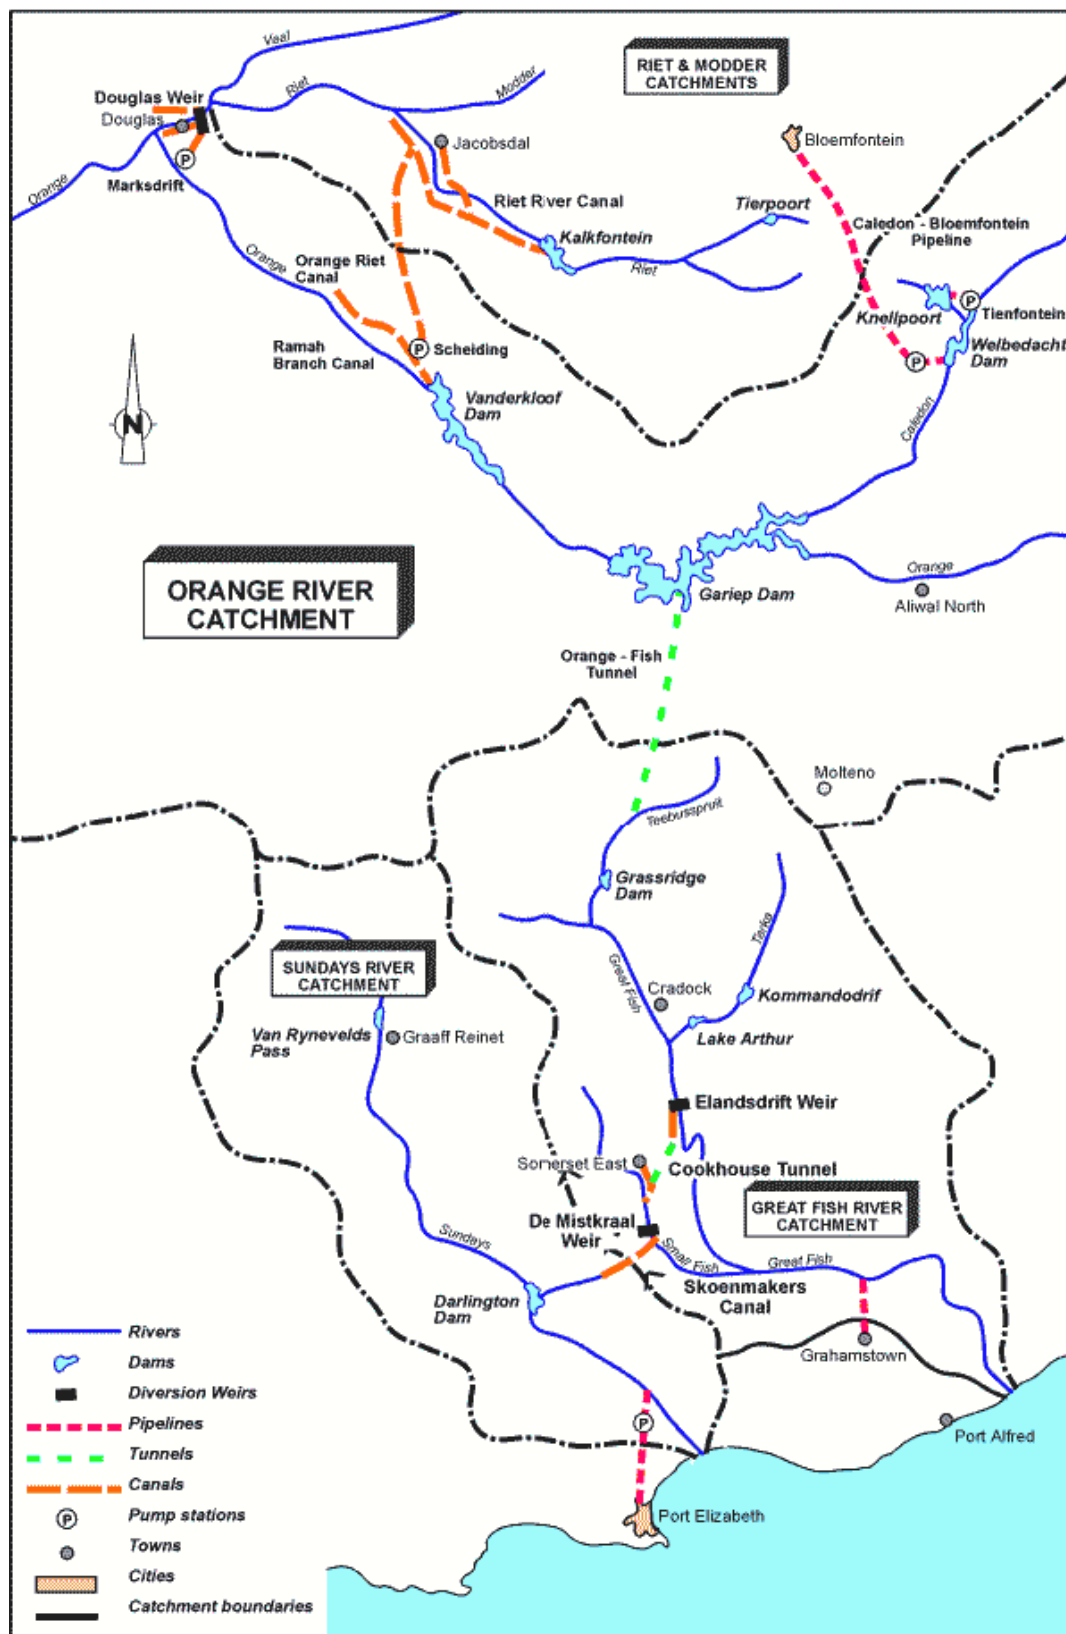 Vaal
RIET & MODDER
CATCHMENTS
Riet
Modder
Douglas Weir
Douglas
Jacobsdal
Bloemfontein
P
Marksdrift
Orange
Riet River Canal
Tierpoort
Caledon - Bloemfontein
Pipeline
Kalkfontein
Riet
Orange
Orange Riet
Canal
Knellpoort
P
Tienfontein
Ramah
Branch Canal
P
Scheiding
P
Welbedacht
Dam
Vanderkloof
Dam
N
Caledon
ORANGE RIVER
CATCHMENT
Gariep Dam
Orange
Aliwal North
Orange - Fish
Tunnel
Molteno
Teebusspruit
Grassridge
Dam
Tarka
SUNDAYS RIVER
CATCHMENT
Great Fish
Cradock
Kommandodrif
Van Rynevelds
Pass
Graaff Reinet
Lake Arthur
Elandsdrift Weir
Somerset East
Cookhouse Tunnel
GREAT FISH RIVER
CATCHMENT
De Mistkraal
Weir
Sundays
Small Fish
Great Fish
Skoenmakers
Canal
Darlington
Dam
Grahamstown
P
Port Alfred
Port Elizabeth
Rivers
Dams
Diversion Weirs
Pipelines
Tunnels
Canals
P
Pump stations
Towns
Cities
Catchment boundaries